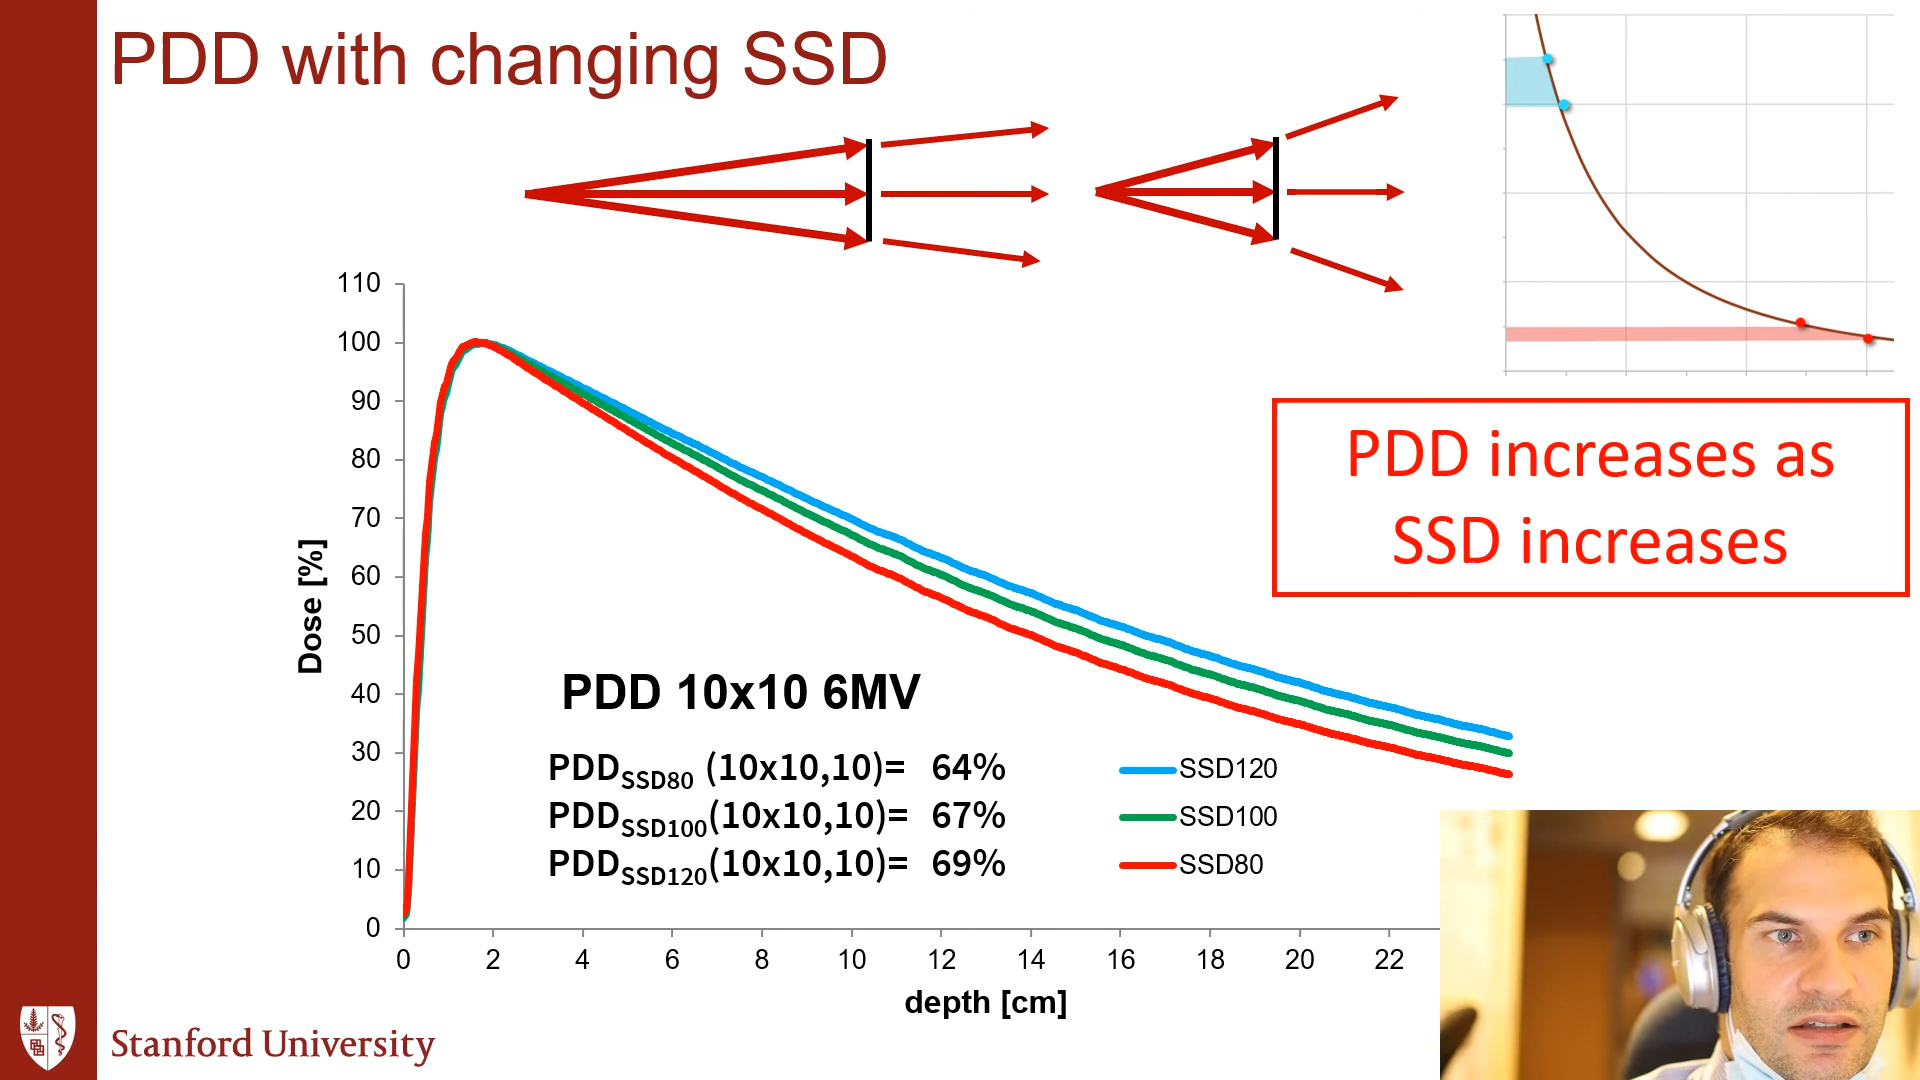 PDD with changing SSD
PDD increases as
SSD increases
110
100
90
80
70
60
50
40
30
20
10
0
Dose [%]
PDD 10x10 6MV
PDDSSD80 (10x10,10)= 64%
PDDSSD100(10x10,10)= 67%
PDDSSD120(10x10,10)= 69%
SSD120
SSD100
SSD80
0 2 4 6 8 10 12 14 16 18 20 22
depth [cm]
Stanford University